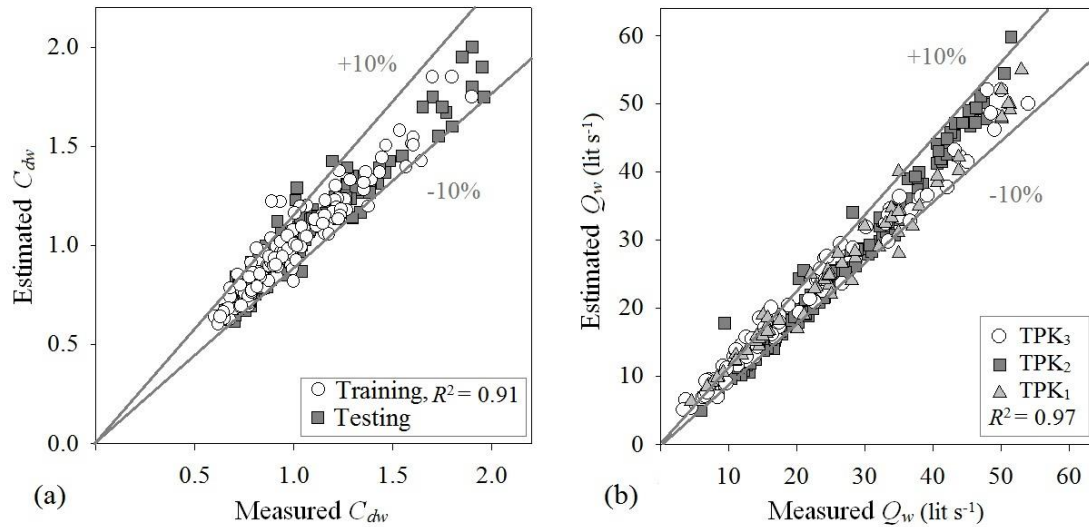 2.0
1.5
1.0
0.5
0.0
Estimated C_dw
+10%
-10%
Training, R² = 0.91
Testing
0.5
1.0
1.5
2.0
Measured C_dw
(a)
60
50
40
30
20
10
0
Estimated Q_w (lit s⁻¹)
+10%
-10%
TPK₃
TPK₂
TPK₁
R² = 0.97
10
20
30
40
50
60
Measured Q_w (lit s⁻¹)
(b)